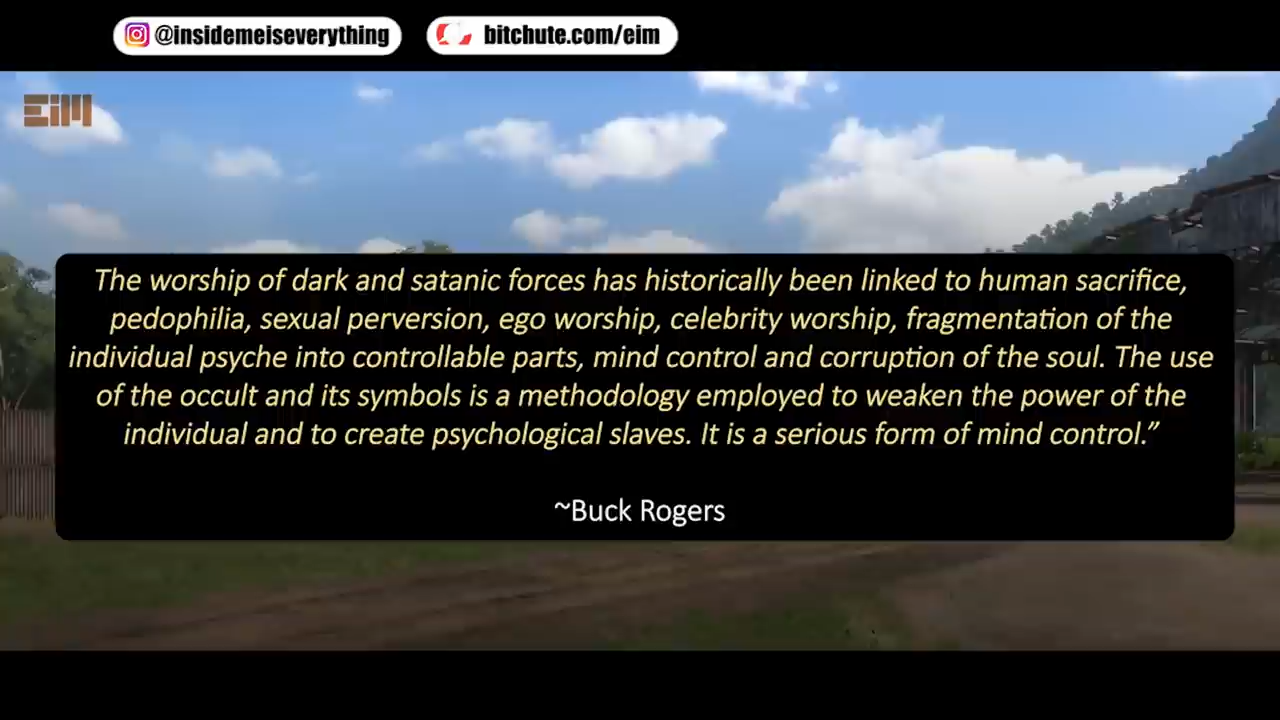 @insidemeiseverything
bitchute.com/eim
EiM
The worship of dark and satanic forces has historically been linked to human sacrifice,
pedophilia, sexual perversion, ego worship, celebrity worship, fragmentation of the
individual psyche into controllable parts, mind control and corruption of the soul. The use
of the occult and its symbols is a methodology employed to weaken the power of the
individual and to create psychological slaves. It is a serious form of mind control.”
~Buck Rogers